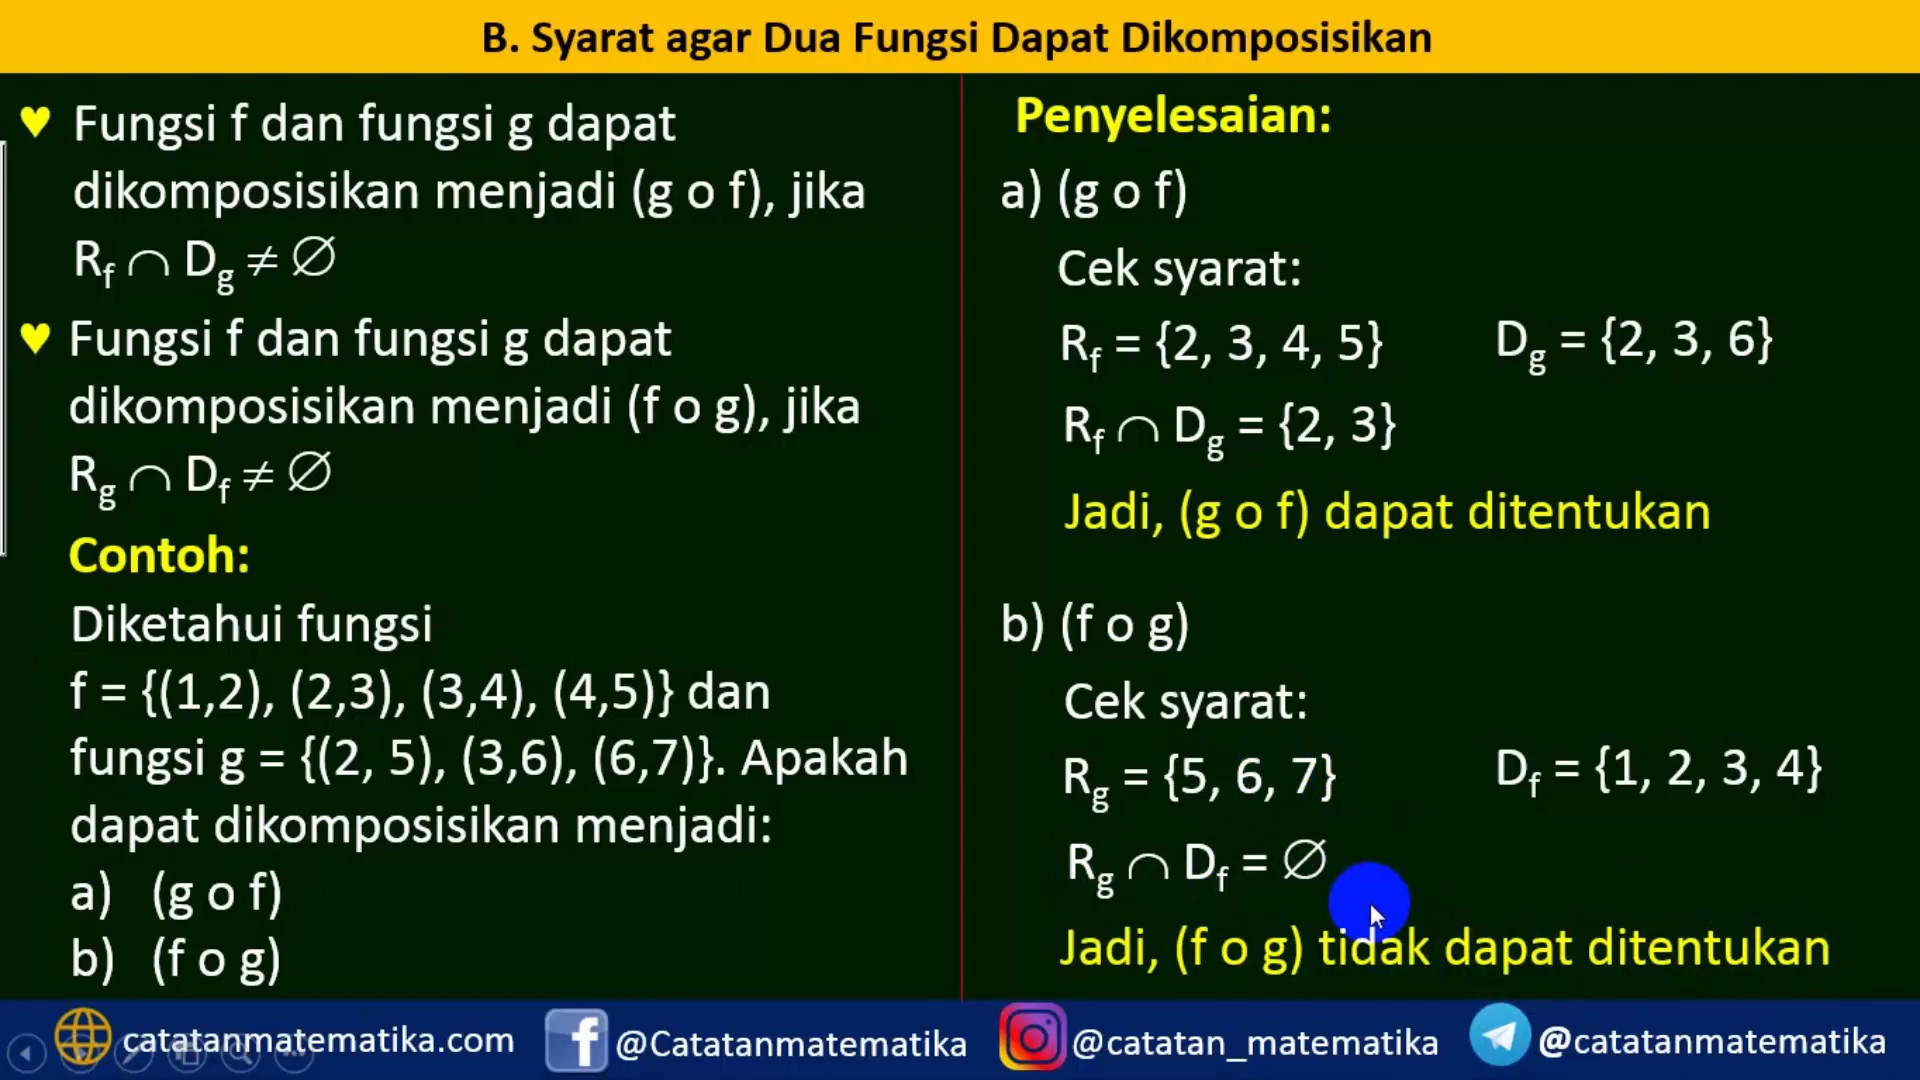 B. Syarat agar Dua Fungsi Dapat Dikomposisikan
♥ Fungsi f dan fungsi g dapat
dikomposisikan menjadi (g o f), jika
R_f ∩ D_g ≠ ∅
♥ Fungsi f dan fungsi g dapat
dikomposisikan menjadi (f o g), jika
R_g ∩ D_f ≠ ∅
Contoh:
Diketahui fungsi
f = {(1,2), (2,3), (3,4), (4,5)} dan
fungsi g = {(2, 5), (3,6), (6,7)}. Apakah
dapat dikomposisikan menjadi:
a) (g o f)
b) (f o g)
Penyelesaian:
a) (g o f)
Cek syarat:
R_f = {2, 3, 4, 5} D_g = {2, 3, 6}
R_f ∩ D_g = {2, 3}
Jadi, (g o f) dapat ditentukan
b) (f o g)
Cek syarat:
R_g = {5, 6, 7} D_f = {1, 2, 3, 4}
R_g ∩ D_f = ∅
Jadi, (f o g) tidak dapat ditentukan
catatanmatematika.com @Catatanmatematika @catatan_matematika @catatanmatematika